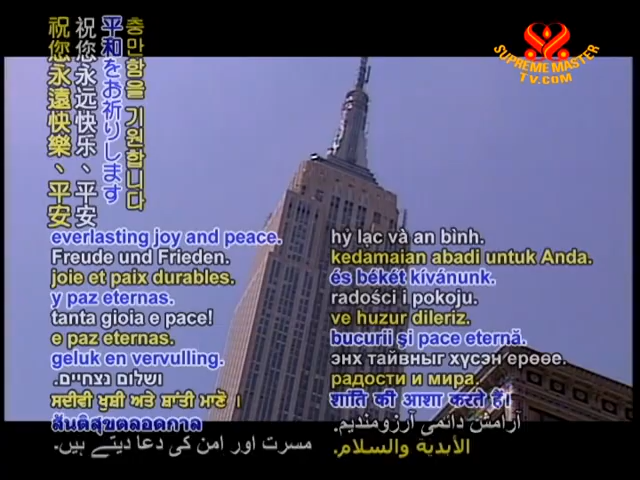 祝您永遠快樂、平安
祝您永远快乐、平安
平和をお祈りします
충만함을 기원합니다
SUPREME MASTER
TV.COM
everlasting joy and peace.
Freude und Frieden.
joie et paix durables.
y paz eternas.
tanta gioia e pace!
e paz eternas.
geluk en vervulling.
ושלום נצחיים.
ਸਦੀਵੀ ਖੁਸ਼ੀ ਅਤੇ ਸ਼ਾਂਤੀ ਮਾਣੋ ।
สันติสุขตลอดกาล
مسرت اور امن کی دعا دیتے ہیں.
hỷ lạc và an bình.
kedamaian abadi untuk Anda.
és békét kívánunk.
radości i pokoju.
ve huzur dileriz.
bucurii şi pace eternă.
энх тайвныг хүсэн ерөөе.
радости и мира.
शांति की आशा करते हैं।
آرامش دائمی آرزومندیم.
الأبدية والسلام.